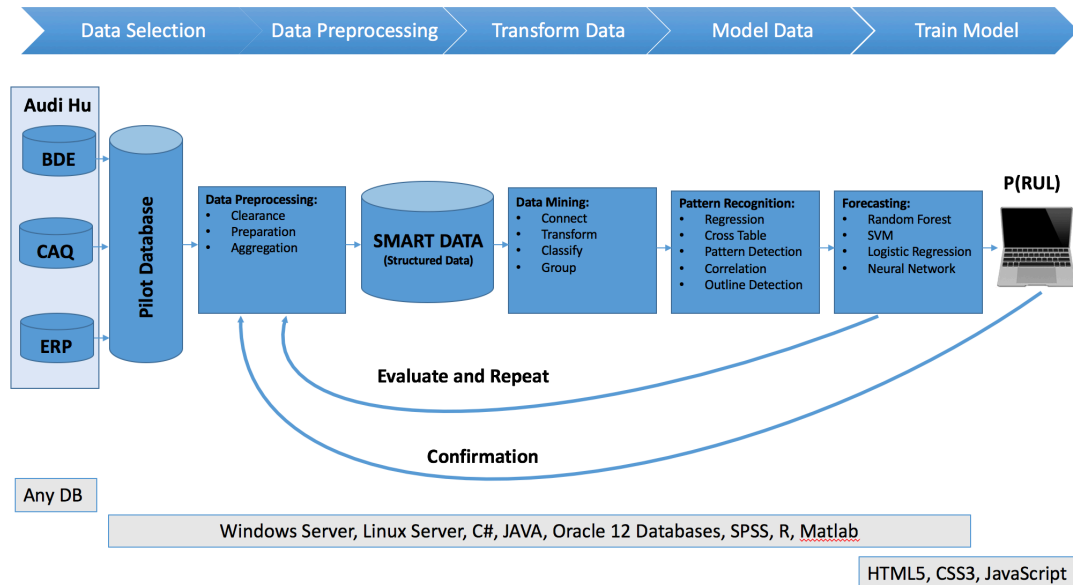 Data Selection
Data Preprocessing
Transform Data
Model Data
Train Model
Audi Hu
BDE
CAQ
ERP
Pilot Database
Data Preprocessing:
• Clearance
• Preparation
• Aggregation
SMART DATA
(Structured Data)
Data Mining:
• Connect
• Transform
• Classify
• Group
Pattern Recognition:
• Regression
• Cross Table
• Pattern Detection
• Correlation
• Outline Detection
Forecasting:
• Random Forest
• SVM
• Logistic Regression
• Neural Network
P(RUL)
Evaluate and Repeat
Confirmation
Any DB
Windows Server, Linux Server, C#, JAVA, Oracle 12 Databases, SPSS, R, Matlab
HTML5, CSS3, JavaScript